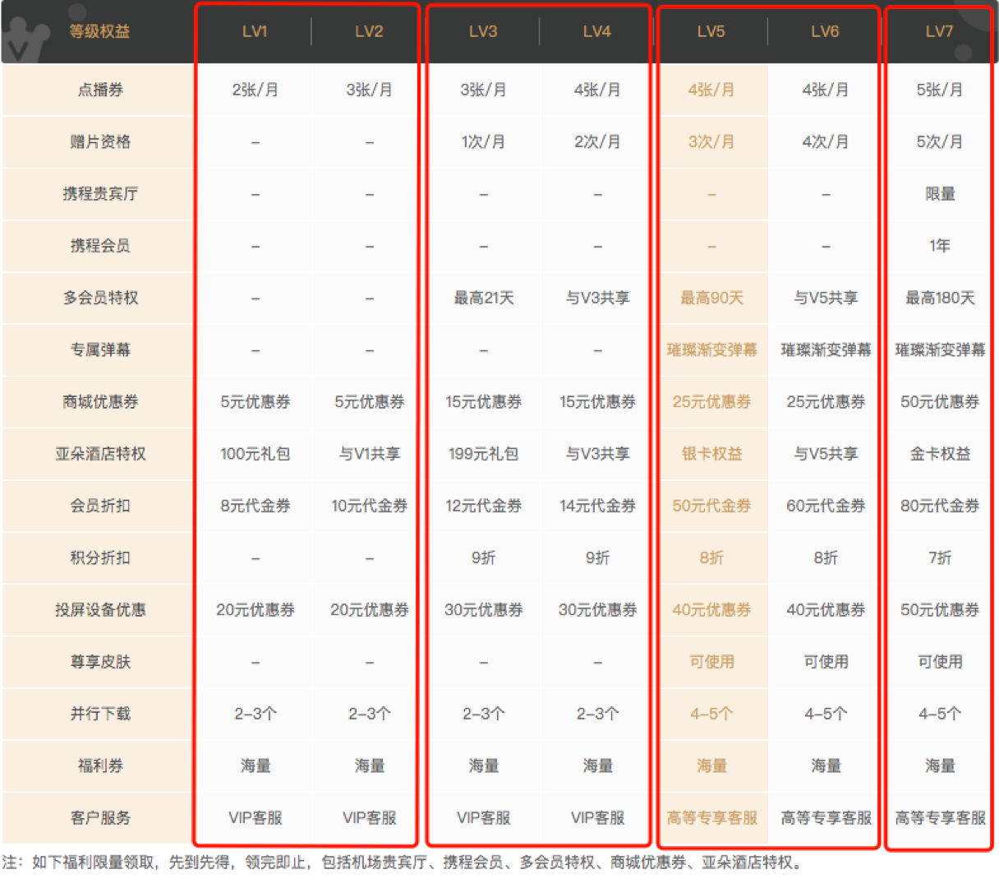 等级权益 LV1 LV2 LV3 LV4 LV5 LV6 LV7
点播券 2张/月 3张/月 3张/月 4张/月 4张/月 4张/月 5张/月
赠片资格 – – 1次/月 2次/月 3次/月 4次/月 5次/月
携程贵宾厅 – – – – – – 限量
携程会员 – – – – – – 1年
多会员特权 – – 最高21天 与V3共享 最高90天 与V5共享 最高180天
专属弹幕 – – – – 璀璨渐变弹幕 璀璨渐变弹幕 璀璨渐变弹幕
商城优惠券 5元优惠券 5元优惠券 15元优惠券 15元优惠券 25元优惠券 25元优惠券 50元优惠券
亚朵酒店特权 100元礼包 与V1共享 199元礼包 与V3共享 银卡权益 与V5共享 金卡权益
会员折扣 8元代金券 10元代金券 12元代金券 14元代金券 50元代金券 60元代金券 80元代金券
积分折扣 – – 9折 9折 8折 8折 7折
投屏设备优惠 20元优惠券 20元优惠券 30元优惠券 30元优惠券 40元优惠券 40元优惠券 50元优惠券
尊享皮肤 – – – – 可使用 可使用 可使用
并行下载 2–3个 2–3个 2–3个 2–3个 4–5个 4–5个 4–5个
福利券 海量 海量 海量 海量 海量 海量 海量
客户服务 VIP客服 VIP客服 VIP客服 VIP客服 高等专享客服 高等专享客服 高等专享客服
注：如下福利限量领取，先到先得，领完即止，包括机场贵宾厅、携程会员、多会员特权、商城优惠券、亚朵酒店特权。